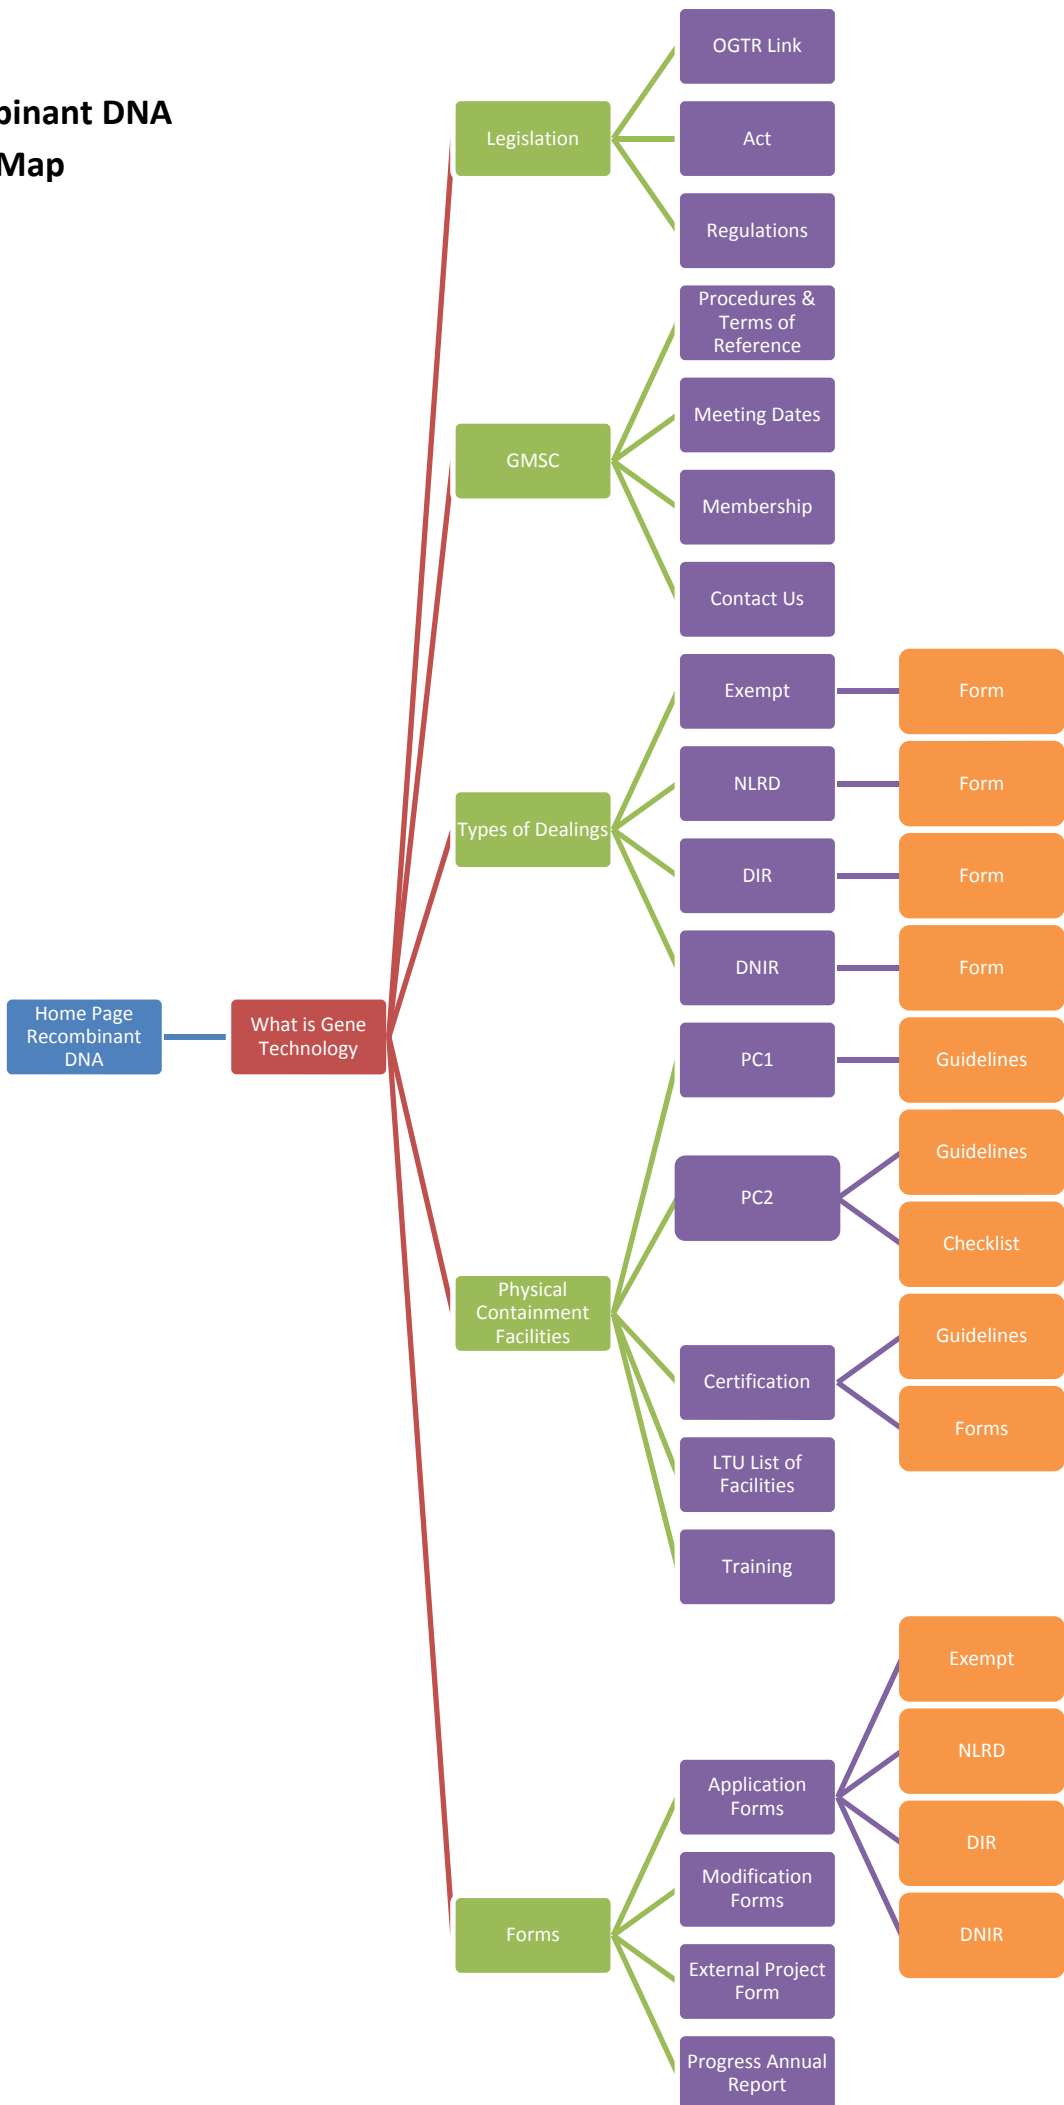 binant DNA
Map
OGTR Link
Legislation
Act
Regulations
Procedures &
Terms of
Reference
Meeting Dates
GMSC
Membership
Contact Us
Exempt
Form
NLRD
Form
Types of Dealings
DIR
Form
DNIR
Form
Home Page
Recombinant
DNA
What is Gene
Technology
PC1
Guidelines
PC2
Guidelines
Checklist
Physical
Containment
Facilities
Certification
Guidelines
Forms
LTU List of
Facilities
Training
Application
Forms
Exempt
NLRD
DIR
DNIR
Modification
Forms
Forms
External Project
Form
Progress Annual
Report